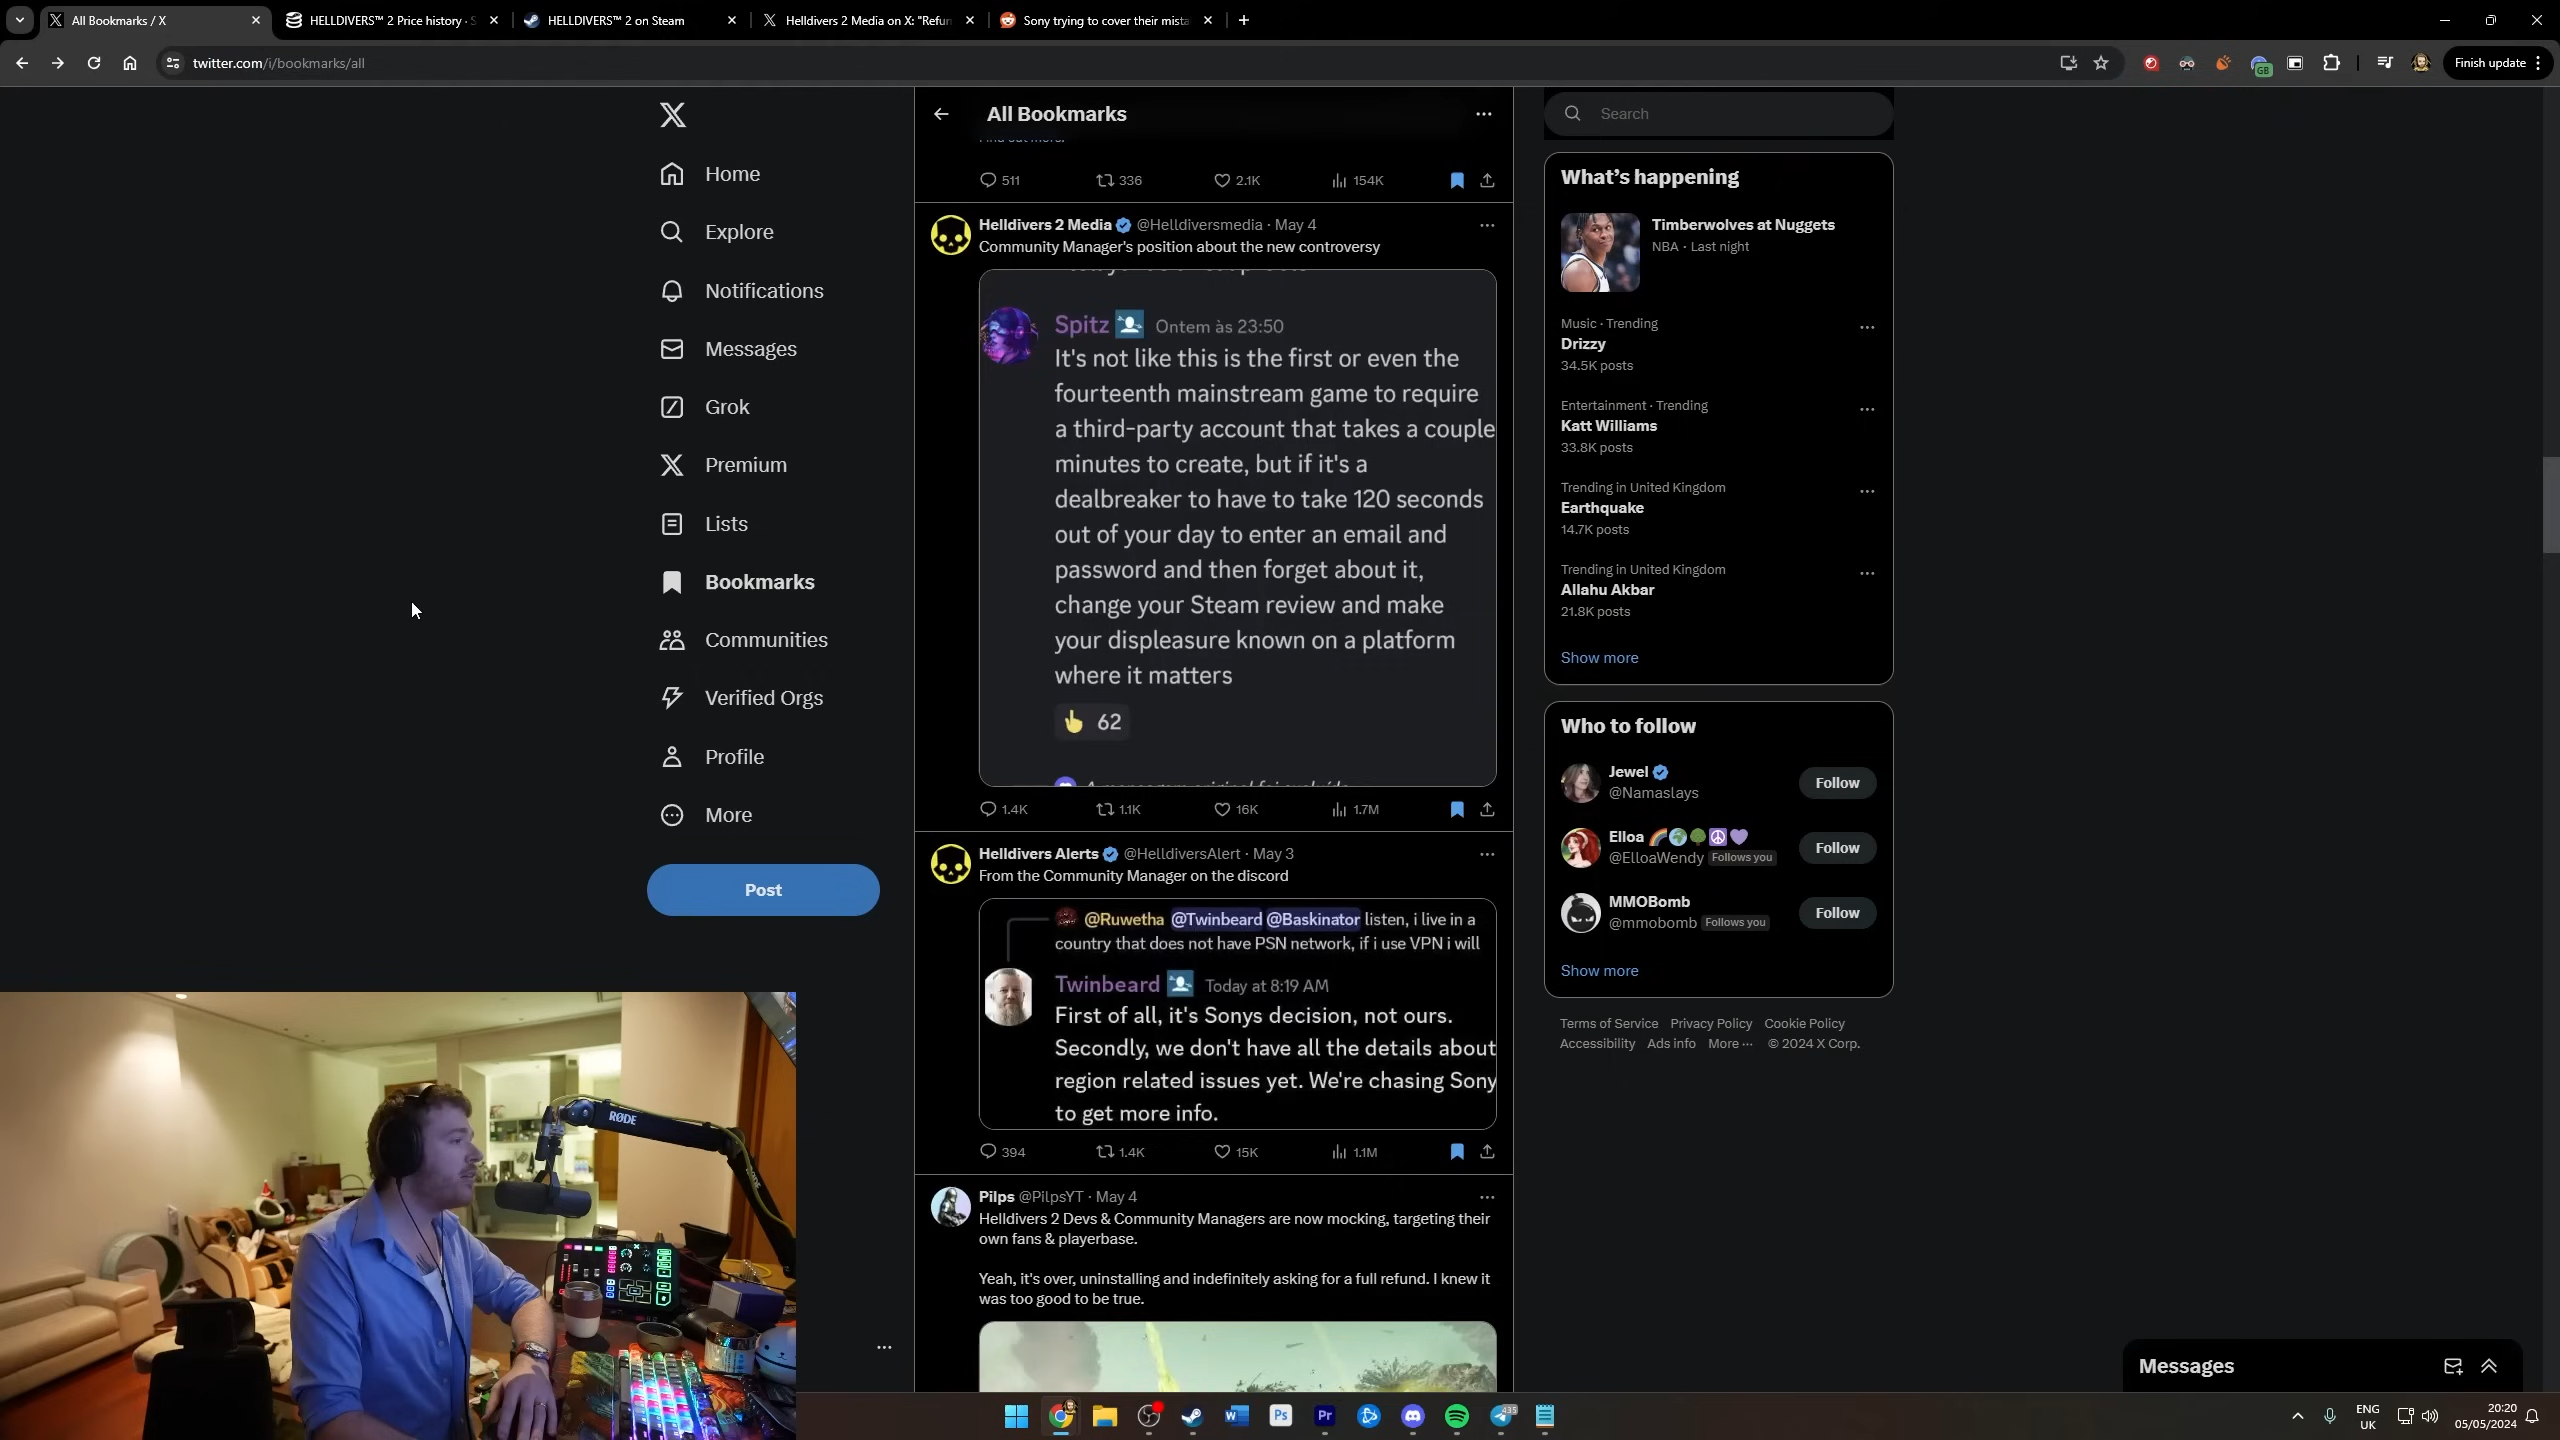 All Bookmarks / X
HELLDIVERS™ 2 Price history · S
HELLDIVERS™ 2 on Steam
Helldivers 2 Media on X: "Refun
Sony trying to cover their mista
twitter.com/i/bookmarks/all
GB
Finish update
Home
Explore
Notifications
Messages
Grok
Premium
Lists
Bookmarks
Communities
Verified Orgs
Profile
More
Post
All Bookmarks
Find out more.
511 336 2.1K 154K
Helldivers 2 Media @Helldiversmedia · May 4
Community Manager's position about the new controversy
Spitz Ontem às 23:50
It's not like this is the first or even the
fourteenth mainstream game to require
a third-party account that takes a couple
minutes to create, but if it's a
dealbreaker to have to take 120 seconds
out of your day to enter an email and
password and then forget about it,
change your Steam review and make
your displeasure known on a platform
where it matters
62
1.4K 1.1K 16K 1.7M
Helldivers Alerts @HelldiversAlert · May 3
From the Community Manager on the discord
@Ruwetha @Twinbeard @Baskinator listen, i live in a
country that does not have PSN network, if i use VPN i will
Twinbeard Today at 8:19 AM
First of all, it's Sonys decision, not ours.
Secondly, we don't have all the details about
region related issues yet. We're chasing Sony
to get more info.
394 1.4K 15K 1.1M
Pilps @PilpsYT · May 4
Helldivers 2 Devs & Community Managers are now mocking, targeting their
own fans & playerbase.
Yeah, it's over, uninstalling and indefinitely asking for a full refund. I knew it
was too good to be true.
Search
What's happening
Timberwolves at Nuggets
NBA · Last night
Music · Trending
Drizzy
34.5K posts
Entertainment · Trending
Katt Williams
33.8K posts
Trending in United Kingdom
Earthquake
14.7K posts
Trending in United Kingdom
Allahu Akbar
21.8K posts
Show more
Who to follow
Jewel
@Namaslays
Follow
Elloa
@ElloaWendy Follows you
Follow
MMOBomb
@mmobomb Follows you
Follow
Show more
Terms of Service Privacy Policy Cookie Policy
Accessibility Ads info More ··· © 2024 X Corp.
RØDE
RØDE
Messages
W
Ps
Pr
435
ENG
UK
20:20
05/05/2024